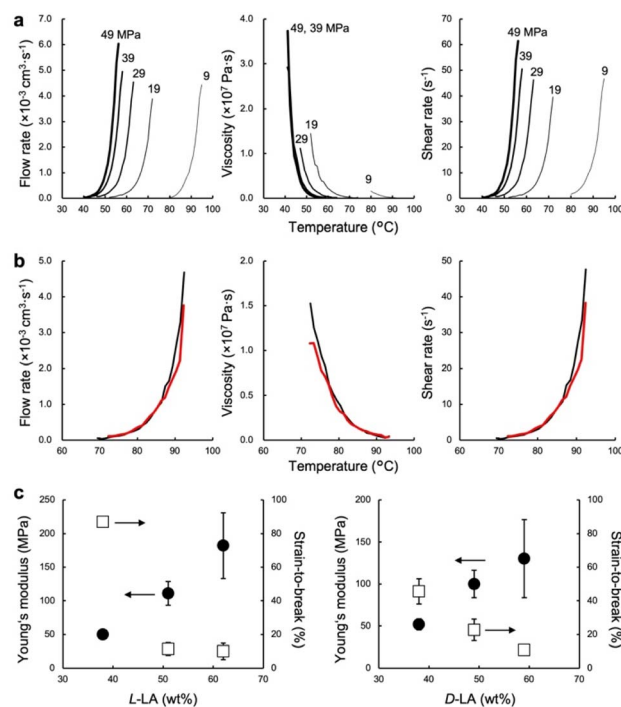 a
Flow rate (×10⁻³ cm³·s⁻¹)
7.0
6.0
5.0
4.0
3.0
2.0
1.0
0.0
49 MPa
39
29
19
9
30 40 50 60 70 80 90 100
Viscosity (×10⁷ Pa·s)
4.0
3.0
2.0
1.0
0.0
49, 39 MPa
19
29
9
30 40 50 60 70 80 90 100
Shear rate (s⁻¹)
70
60
50
40
30
20
10
0
49 MPa
39
29
19
9
30 40 50 60 70 80 90 100
Temperature (°C)
b
Flow rate (×10⁻³ cm³·s⁻¹)
5.0
4.0
3.0
2.0
1.0
0.0
60 70 80 90 100
Viscosity (×10⁷ Pa·s)
2.0
1.5
1.0
0.5
0.0
60 70 80 90 100
Shear rate (s⁻¹)
50
40
30
20
10
0
60 70 80 90 100
Temperature (°C)
c
Young's modulus (MPa)
250
200
150
100
50
0
30 40 50 60 70
L-LA (wt%)
100
80
60
40
20
0
Strain-to-break (%)
Young's modulus (MPa)
200
150
100
50
0
30 40 50 60 70
D-LA (wt%)
100
80
60
40
20
0
Strain-to-break (%)